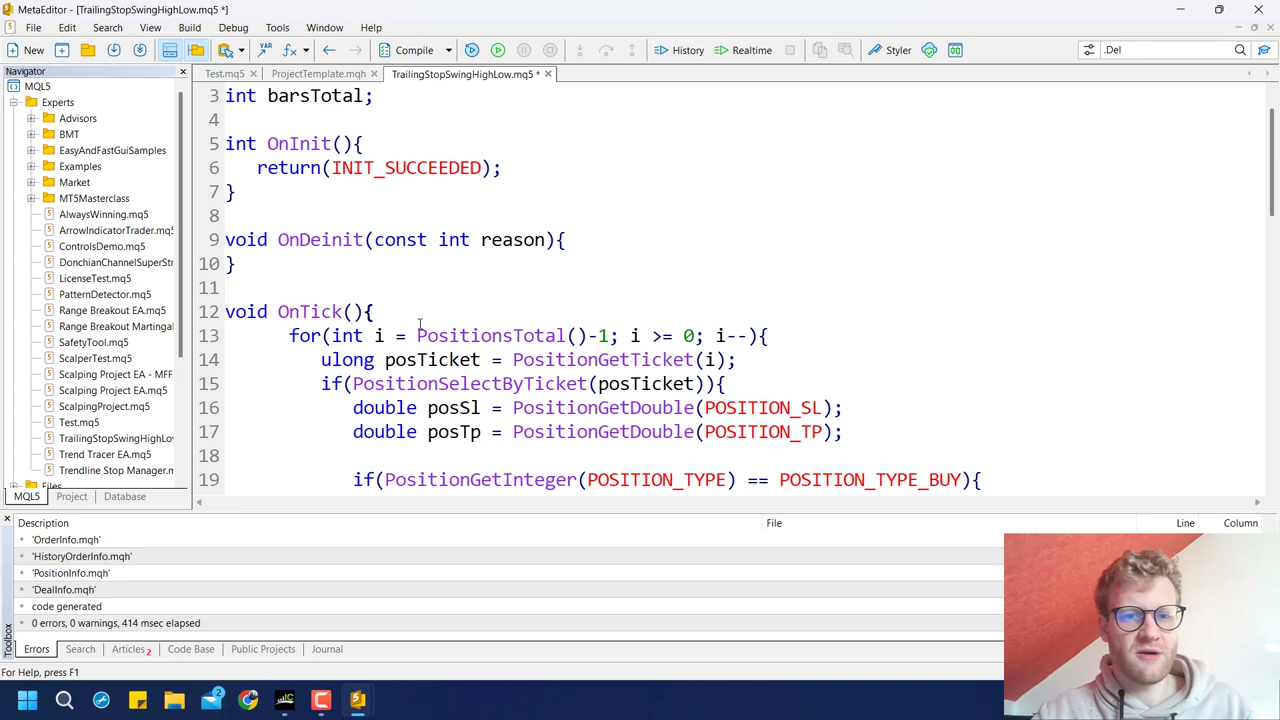 MetaEditor - [TrailingStopSwingHighLow.mq5 *]
File Edit Search View Build Debug Tools Window Help
New Compile History Realtime Styler .Del
Navigator
Test.mq5 ProjectTemplate.mqh TrailingStopSwingHighLow.mq5 *
MQL5
Experts
Advisors
BMT
EasyAndFastGuiSamples
Examples
Market
MT5Masterclass
AlwaysWinning.mq5
ArrowIndicatorTrader.mq
ControlsDemo.mq5
DonchianChannelSuperStr
LicenseTest.mq5
PatternDetector.mq5
Range Breakout EA.mq5
Range Breakout Martingal
SafetyTool.mq5
ScalperTest.mq5
Scalping Project EA - MFF
Scalping Project EA.mq5
ScalpingProject.mq5
Test.mq5
TrailingStopSwingHighLow
Trend Tracer EA.mq5
Trendline Stop Manager.m
Files
MQL5 Project Database
3 int barsTotal;
4
5 int OnInit(){
6 return(INIT_SUCCEEDED);
7 }
8
9 void OnDeinit(const int reason){
10 }
11
12 void OnTick(){
13 for(int i = PositionsTotal()-1; i >= 0; i--){
14 ulong posTicket = PositionGetTicket(i);
15 if(PositionSelectByTicket(posTicket)){
16 double posSl = PositionGetDouble(POSITION_SL);
17 double posTp = PositionGetDouble(POSITION_TP);
18
19 if(PositionGetInteger(POSITION_TYPE) == POSITION_TYPE_BUY){
Description File Line Column
'OrderInfo.mqh'
'HistoryOrderInfo.mqh'
'PositionInfo.mqh'
'DealInfo.mqh'
code generated
0 errors, 0 warnings, 414 msec elapsed
Toolbox
Errors Search Articles 2 Code Base Public Projects Journal
For Help, press F1
2